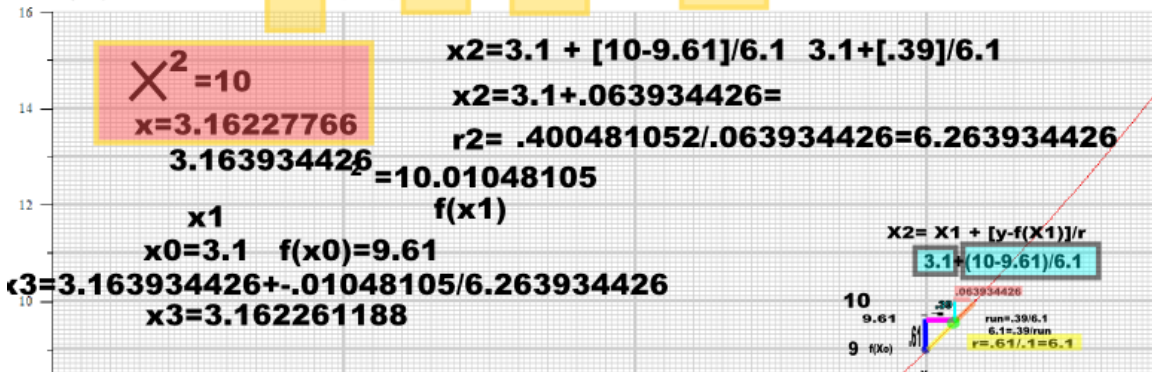 16
x2=3.1 + [10-9.61]/6.1 3.1+[.39]/6.1
X²=10
14
x2=3.1+.063934426=
x=3.16227766
r2= .400481052/.063934426=6.263934426
3.163934426² =10.01048105
12
x1
f(x1)
X2= X1 + [y-f(X1)]/r
x0=3.1 f(x0)=9.61
3.1+(10-9.61)/6.1
x3=3.163934426+-.01048105/6.263934426
.063934426
10
10
.39
x3=3.162261188
9.61
run=.39/6.1
.61
6.1=.39/run
9 f(Xo)
r=.61/.1=6.1